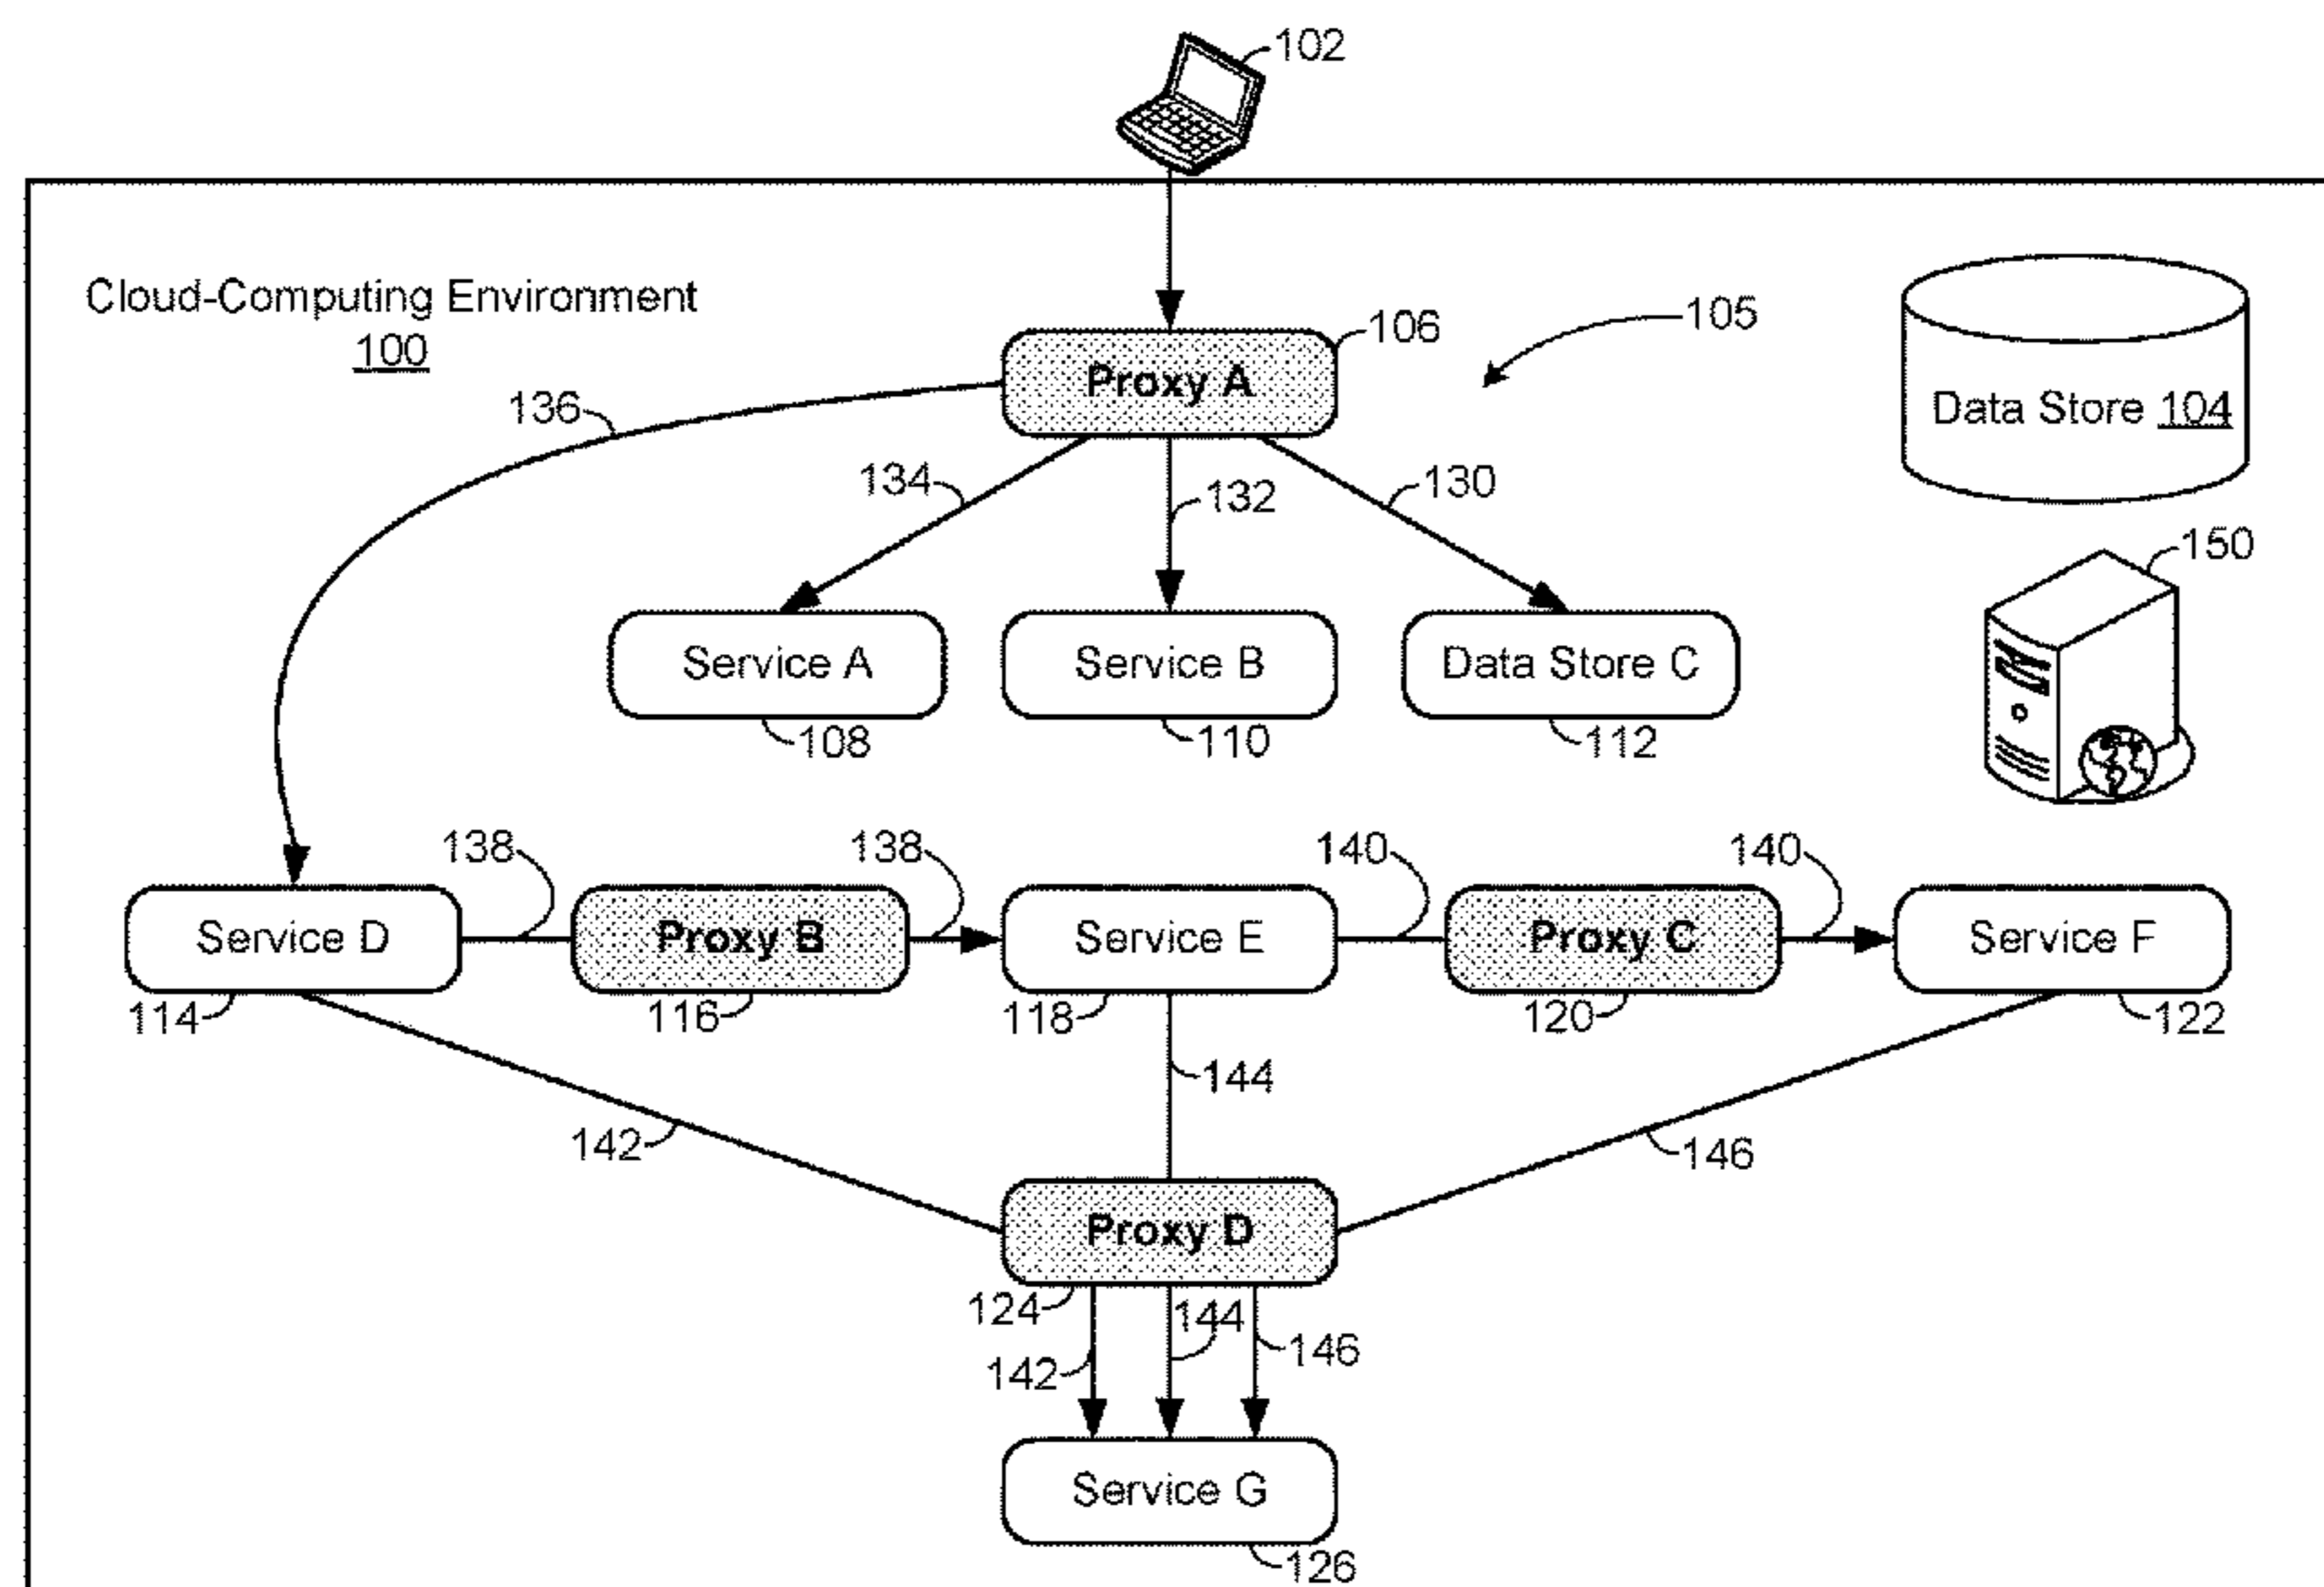 102
Cloud-Computing Environment
100
106
105
Proxy A
136
Data Store 104
134
132
130
150
Service A
Service B
Data Store C
108
110
112
138
138
140
140
Service D
Proxy B
Service E
Proxy C
Service F
114
116
118
120
122
144
142
146
Proxy D
124
144
146
142
Service G
126